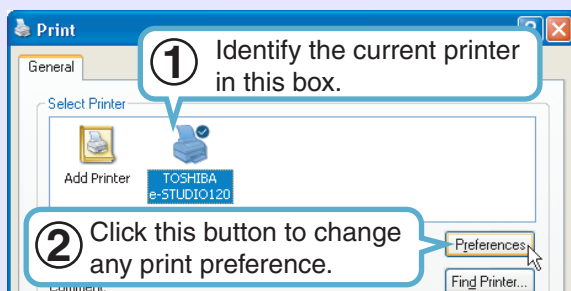 Print
General
① Identify the current printer
in this box.
Select Printer
Add Printer
TOSHIBA
e-STUDIO120
② Click this button to change
any print preference.
Preferences
Find Printer...